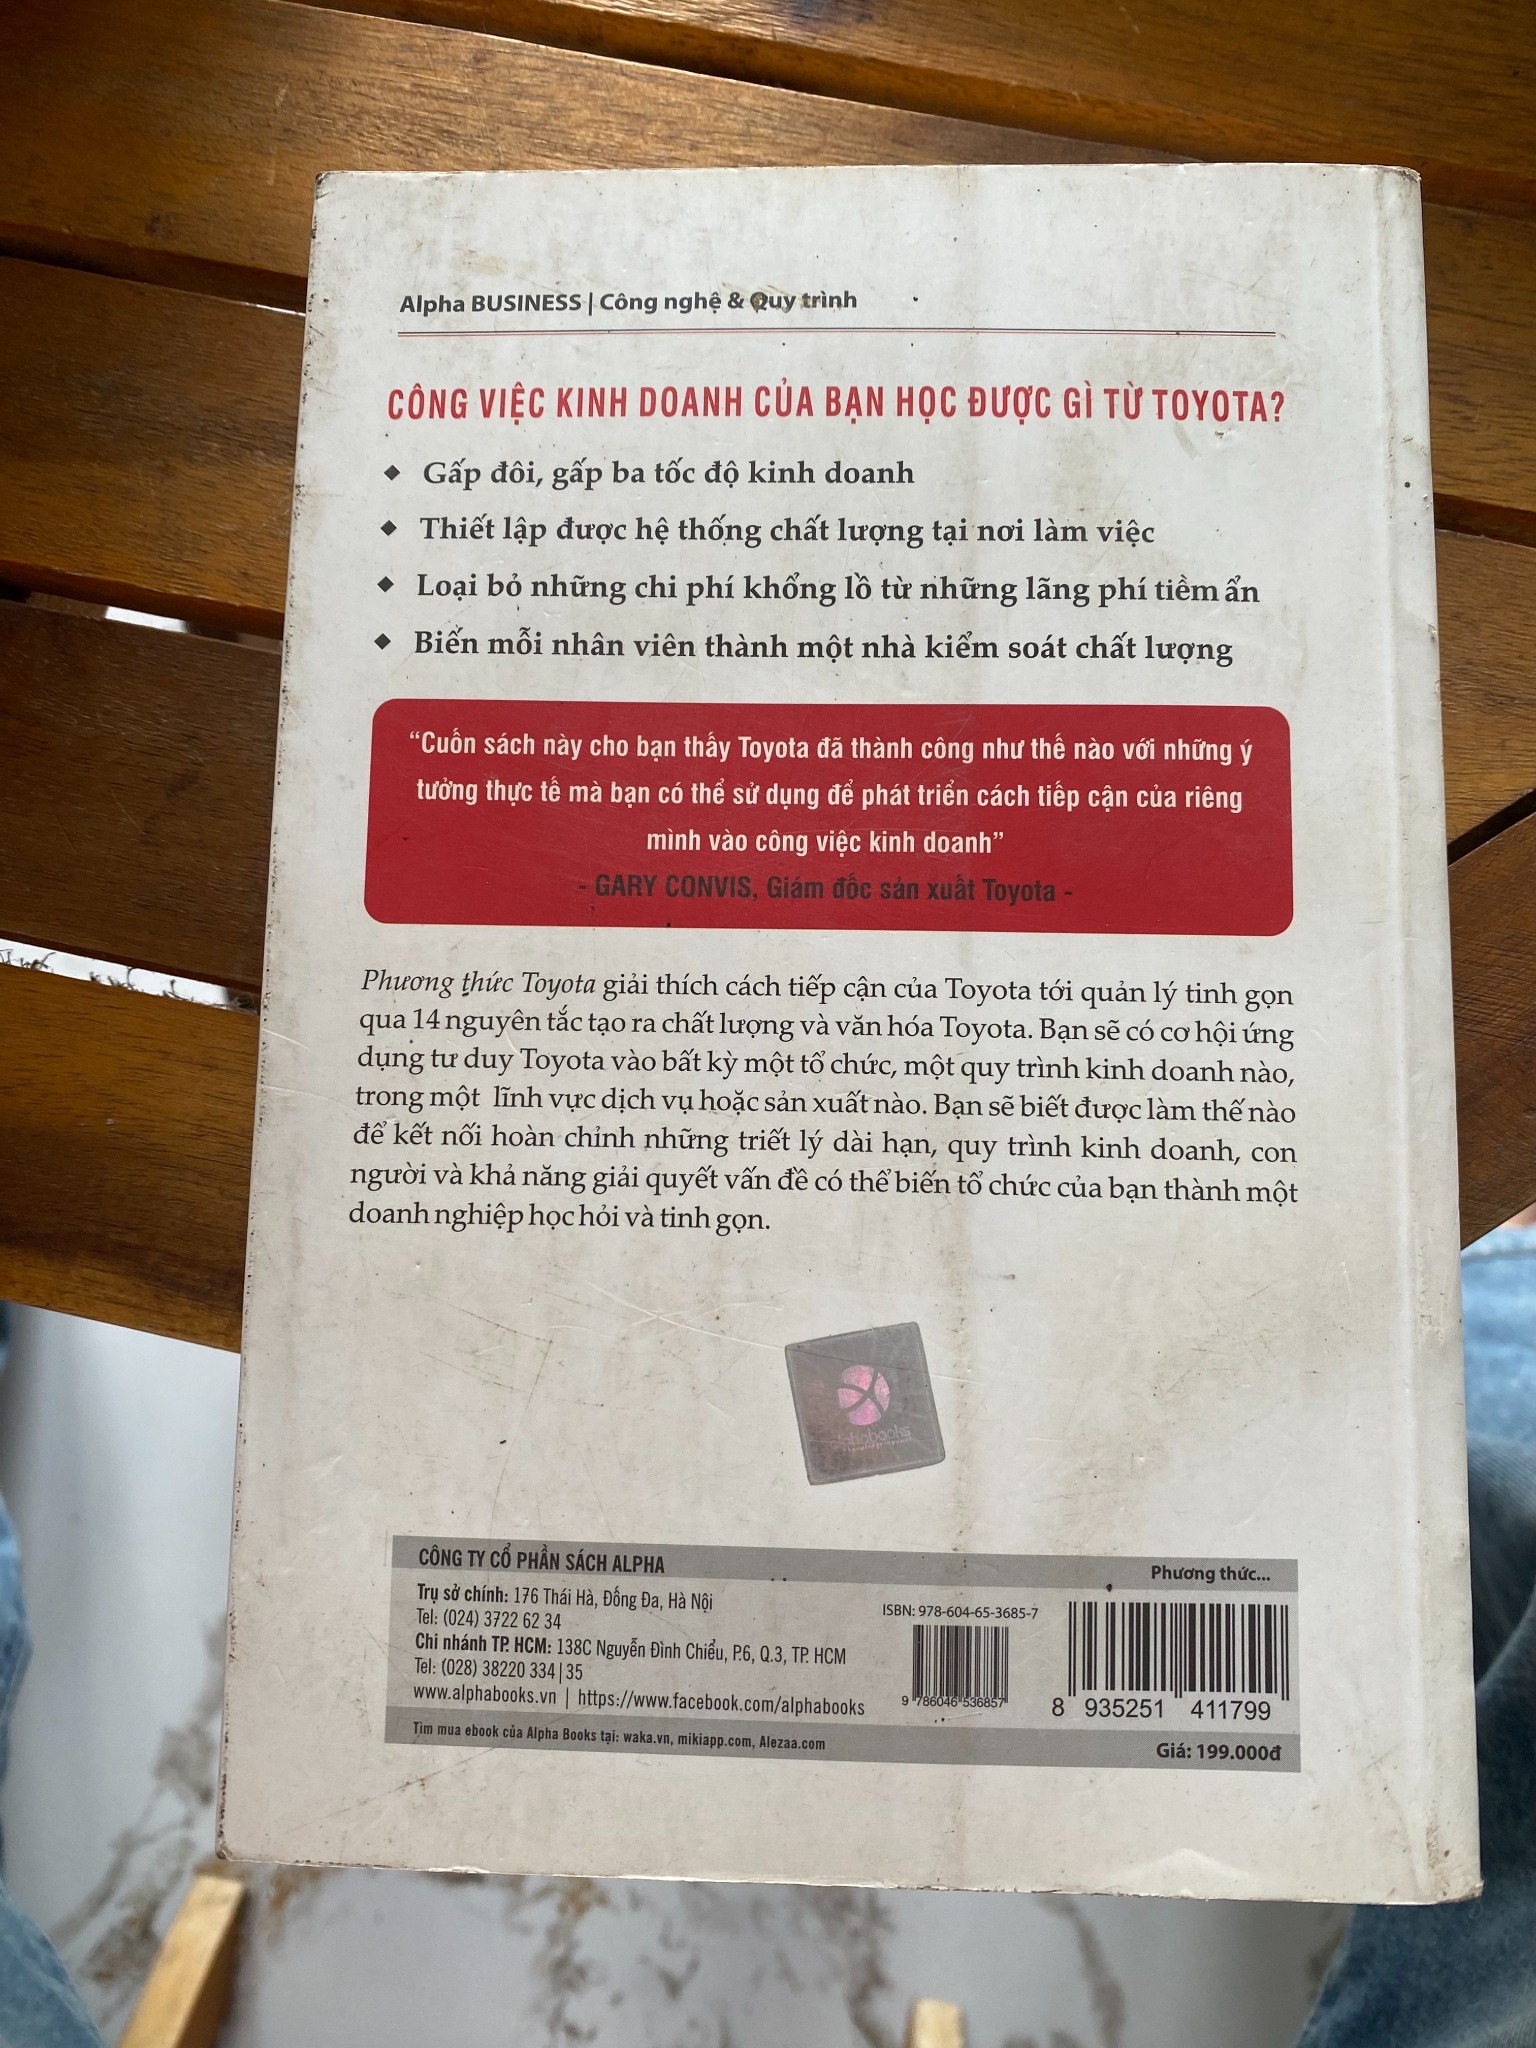 Alpha BUSINESS | Công nghệ & Quy trình
CÔNG VIỆC KINH DOANH CỦA BẠN HỌC ĐƯỢC GÌ TỪ TOYOTA?
◆ Gấp đôi, gấp ba tốc độ kinh doanh
◆ Thiết lập được hệ thống chất lượng tại nơi làm việc
◆ Loại bỏ những chi phí khổng lồ từ những lãng phí tiềm ẩn
◆ Biến mỗi nhân viên thành một nhà kiểm soát chất lượng
“Cuốn sách này cho bạn thấy Toyota đã thành công như thế nào với những ý
tưởng thực tế mà bạn có thể sử dụng để phát triển cách tiếp cận của riêng
mình vào công việc kinh doanh”
- GARY CONVIS, Giám đốc sản xuất Toyota -
Phương thức Toyota giải thích cách tiếp cận của Toyota tới quản lý tinh gọn
qua 14 nguyên tắc tạo ra chất lượng và văn hóa Toyota. Bạn sẽ có cơ hội ứng
dụng tư duy Toyota vào bất kỳ một tổ chức, một quy trình kinh doanh nào,
trong một lĩnh vực dịch vụ hoặc sản xuất nào. Bạn sẽ biết được làm thế nào
để kết nối hoàn chỉnh những triết lý dài hạn, quy trình kinh doanh, con
người và khả năng giải quyết vấn đề có thể biến tổ chức của bạn thành một
doanh nghiệp học hỏi và tinh gọn.
alphabooks
CÔNG TY CỔ PHẦN SÁCH ALPHA
Trụ sở chính: 176 Thái Hà, Đống Đa, Hà Nội
Tel: (024) 3722 62 34
Chi nhánh TP. HCM: 138C Nguyễn Đình Chiểu, P.6, Q.3, TP. HCM
Tel: (028) 38220 334|35
www.alphabooks.vn | https://www.facebook.com/alphabooks
Tìm mua ebook của Alpha Books tại: waka.vn, mikiapp.com, Alezaa.com
Phương thức...
ISBN: 978-604-65-3685-7
9 786046 536857
8 935251 411799
Giá: 199.000đ